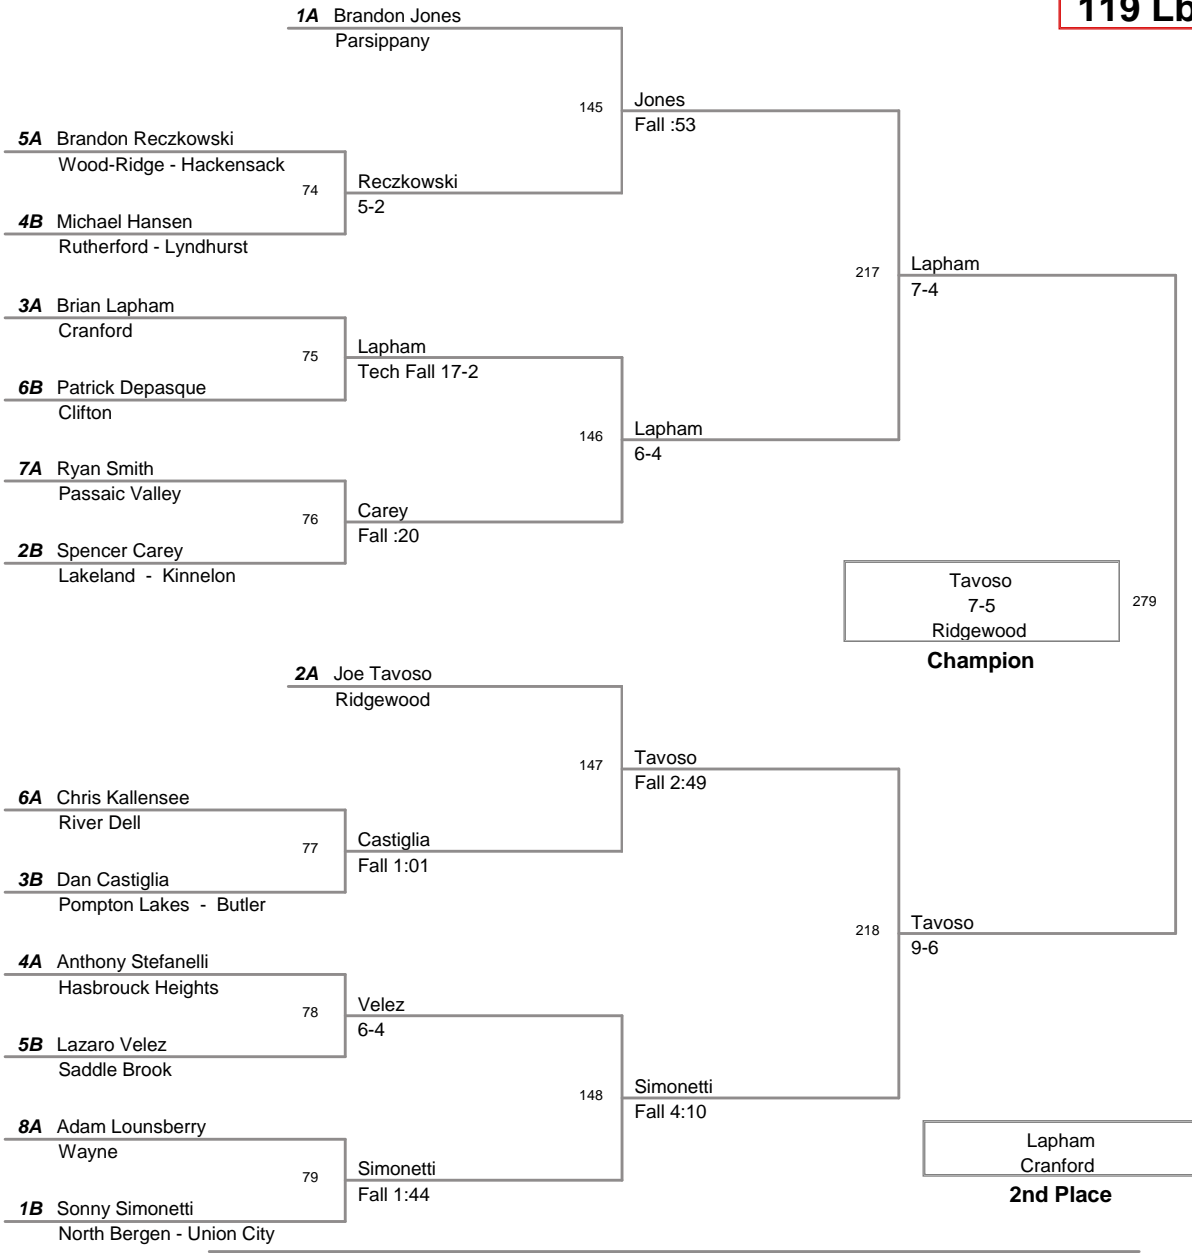 119 Lb
1A Brandon Jones
Parsippany
145
Jones
Fall :53
5A Brandon Reczkowski
Wood-Ridge - Hackensack
74
Reczkowski
5-2
4B Michael Hansen
Rutherford - Lyndhurst
217
Lapham
7-4
3A Brian Lapham
Cranford
75
Lapham
Tech Fall 17-2
6B Patrick Depasque
Clifton
146
Lapham
6-4
7A Ryan Smith
Passaic Valley
76
Carey
Fall :20
2B Spencer Carey
Lakeland - Kinnelon
Tavoso
7-5
Ridgewood
279
Champion
2A Joe Tavoso
Ridgewood
147
Tavoso
Fall 2:49
6A Chris Kallensee
River Dell
77
Castiglia
Fall 1:01
3B Dan Castiglia
Pompton Lakes - Butler
218
Tavoso
9-6
4A Anthony Stefanelli
Hasbrouck Heights
78
Velez
6-4
5B Lazaro Velez
Saddle Brook
148
Simonetti
Fall 4:10
8A Adam Lounsberry
Wayne
79
Simonetti
Fall 1:44
Lapham
Cranford
2nd Place
1B Sonny Simonetti
North Bergen - Union City